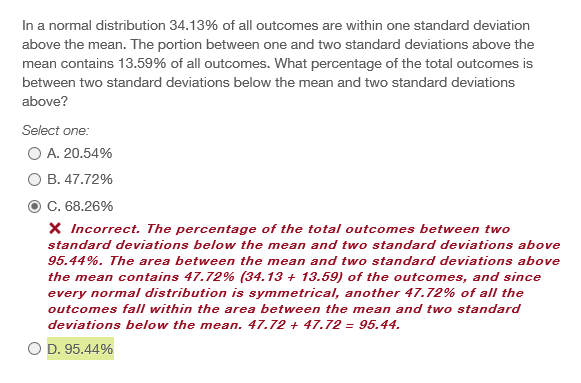 In a normal distribution 34.13% of all outcomes are within one standard deviation
above the mean. The portion between one and two standard deviations above the
mean contains 13.59% of all outcomes. What percentage of the total outcomes is
between two standard deviations below the mean and two standard deviations
above?
Select one:
A. 20.54%
B. 47.72%
C. 68.26%
Incorrect. The percentage of the total outcomes between two
standard deviations below the mean and two standard deviations above
95.44%. The area between the mean and two standard deviations above
the mean contains 47.72% (34.13 + 13.59) of the outcomes, and since
every normal distribution is symmetrical, another 47.72% of all the
outcomes fall within the area between the mean and two standard
deviations below the mean. 47.72 + 47.72 = 95.44.
D. 95.44%